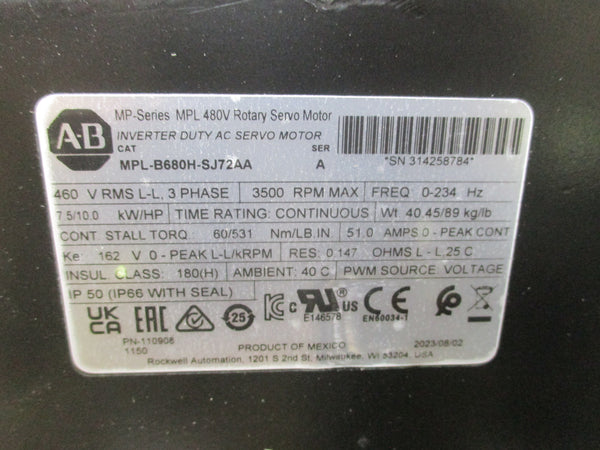 A-B
MP-Series MPL 480V Rotary Servo Motor
INVERTER DUTY AC SERVO MOTOR
CAT SER
MPL-B680H-SJ72AA A
*SN 314258784*
460 V RMS L-L, 3 PHASE 3500 RPM MAX FREQ 0-234 Hz
7.5/10.0 kW/HP TIME RATING: CONTINUOUS Wt 40.45/89 kg/lb
CONT. STALL TORQ 60/531 Nm/LB.IN 51.0 AMPS 0 - PEAK CONT
Ke: 162 V 0 - PEAK L-L/kRPM RES: 0.147 OHMS L - L, 25 C
INSUL CLASS: 180(H) AMBIENT: 40 C PWM SOURCE VOLTAGE
IP 50 (IP66 WITH SEAL)
UK CA EAC 25 c UR US CE
E146578 EN60034-1
PN-110908 PRODUCT OF MEXICO 2023/08/02
1150 Rockwell Automation, 1201 S 2nd St, Milwaukee, WI 53204, USA